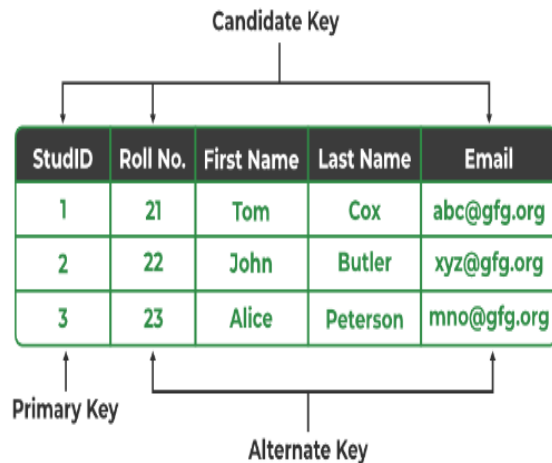 Candidate Key
StudID Roll No. First Name Last Name Email
1 21 Tom Cox abc@gfg.org
2 22 John Butler xyz@gfg.org
3 23 Alice Peterson mno@gfg.org
Primary Key
Alternate Key